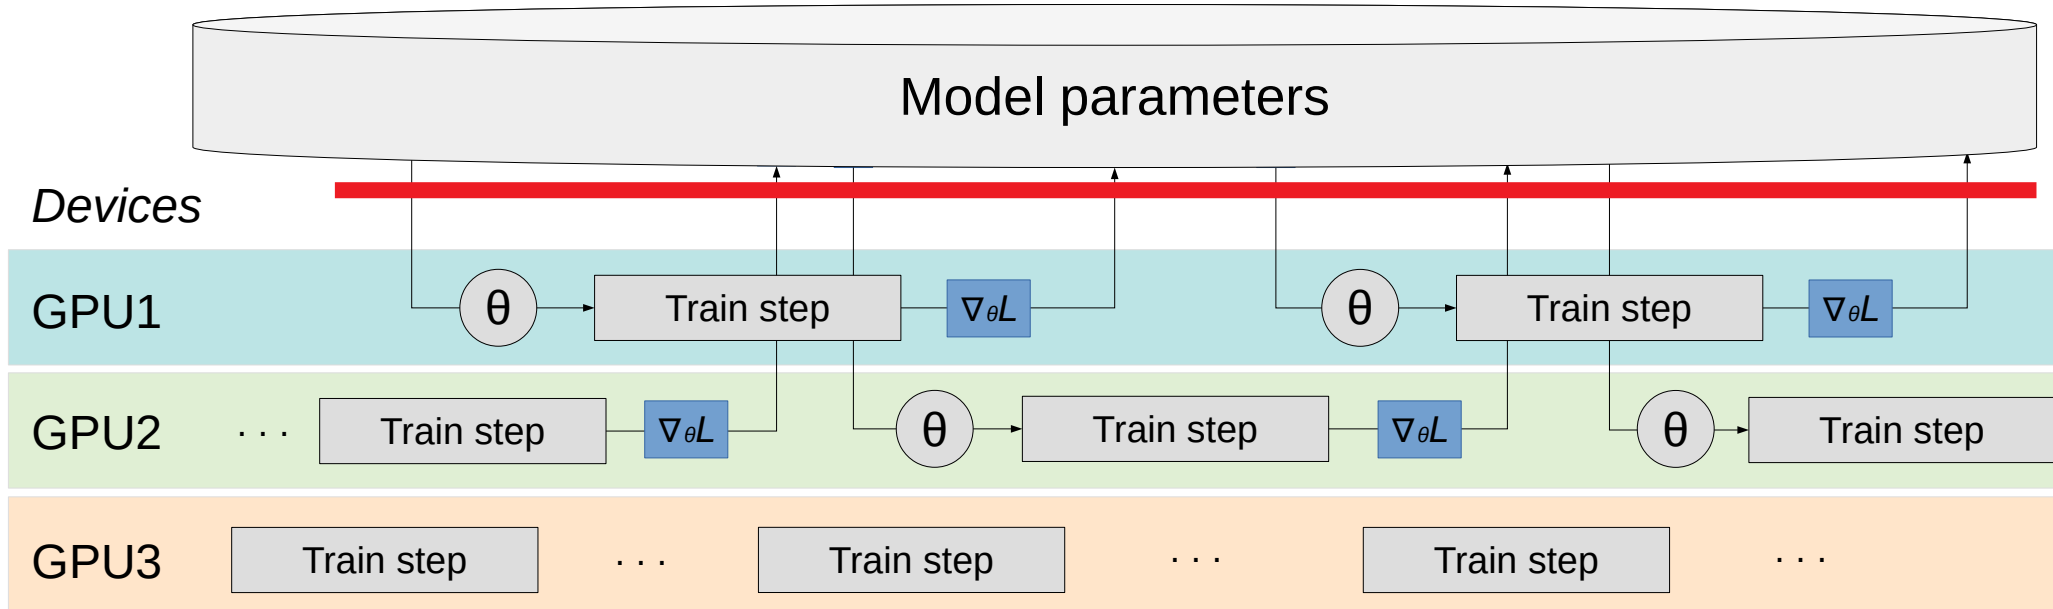 Model parameters
Devices
GPU1 θ Train step ∇θL θ Train step ∇θL
GPU2 . . . Train step ∇θL θ Train step ∇θL θ Train step
GPU3 Train step . . . Train step . . . Train step . . .